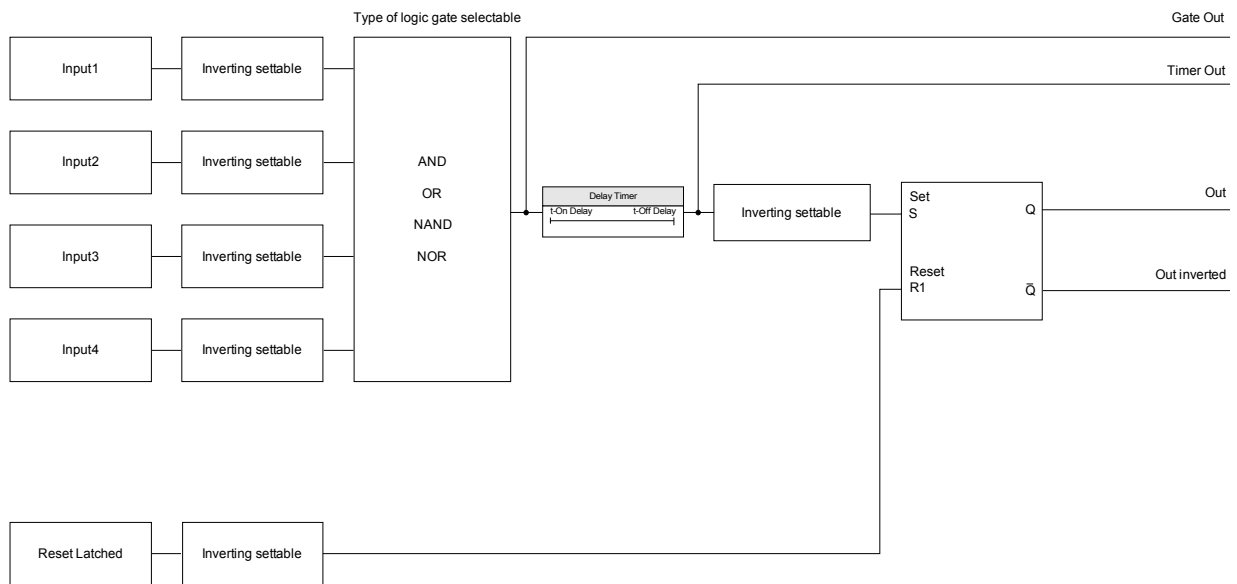 Type of logic gate selectable
Gate Out
Input1
Inverting settable
Timer Out
Input2
Inverting settable
AND
OR
NAND
NOR
Delay Timer
t-On Delay
t-Off Delay
Inverting settable
Set
S
Q
Out
Input3
Inverting settable
Reset
R1
Q̅
Out inverted
Input4
Inverting settable
Reset Latched
Inverting settable